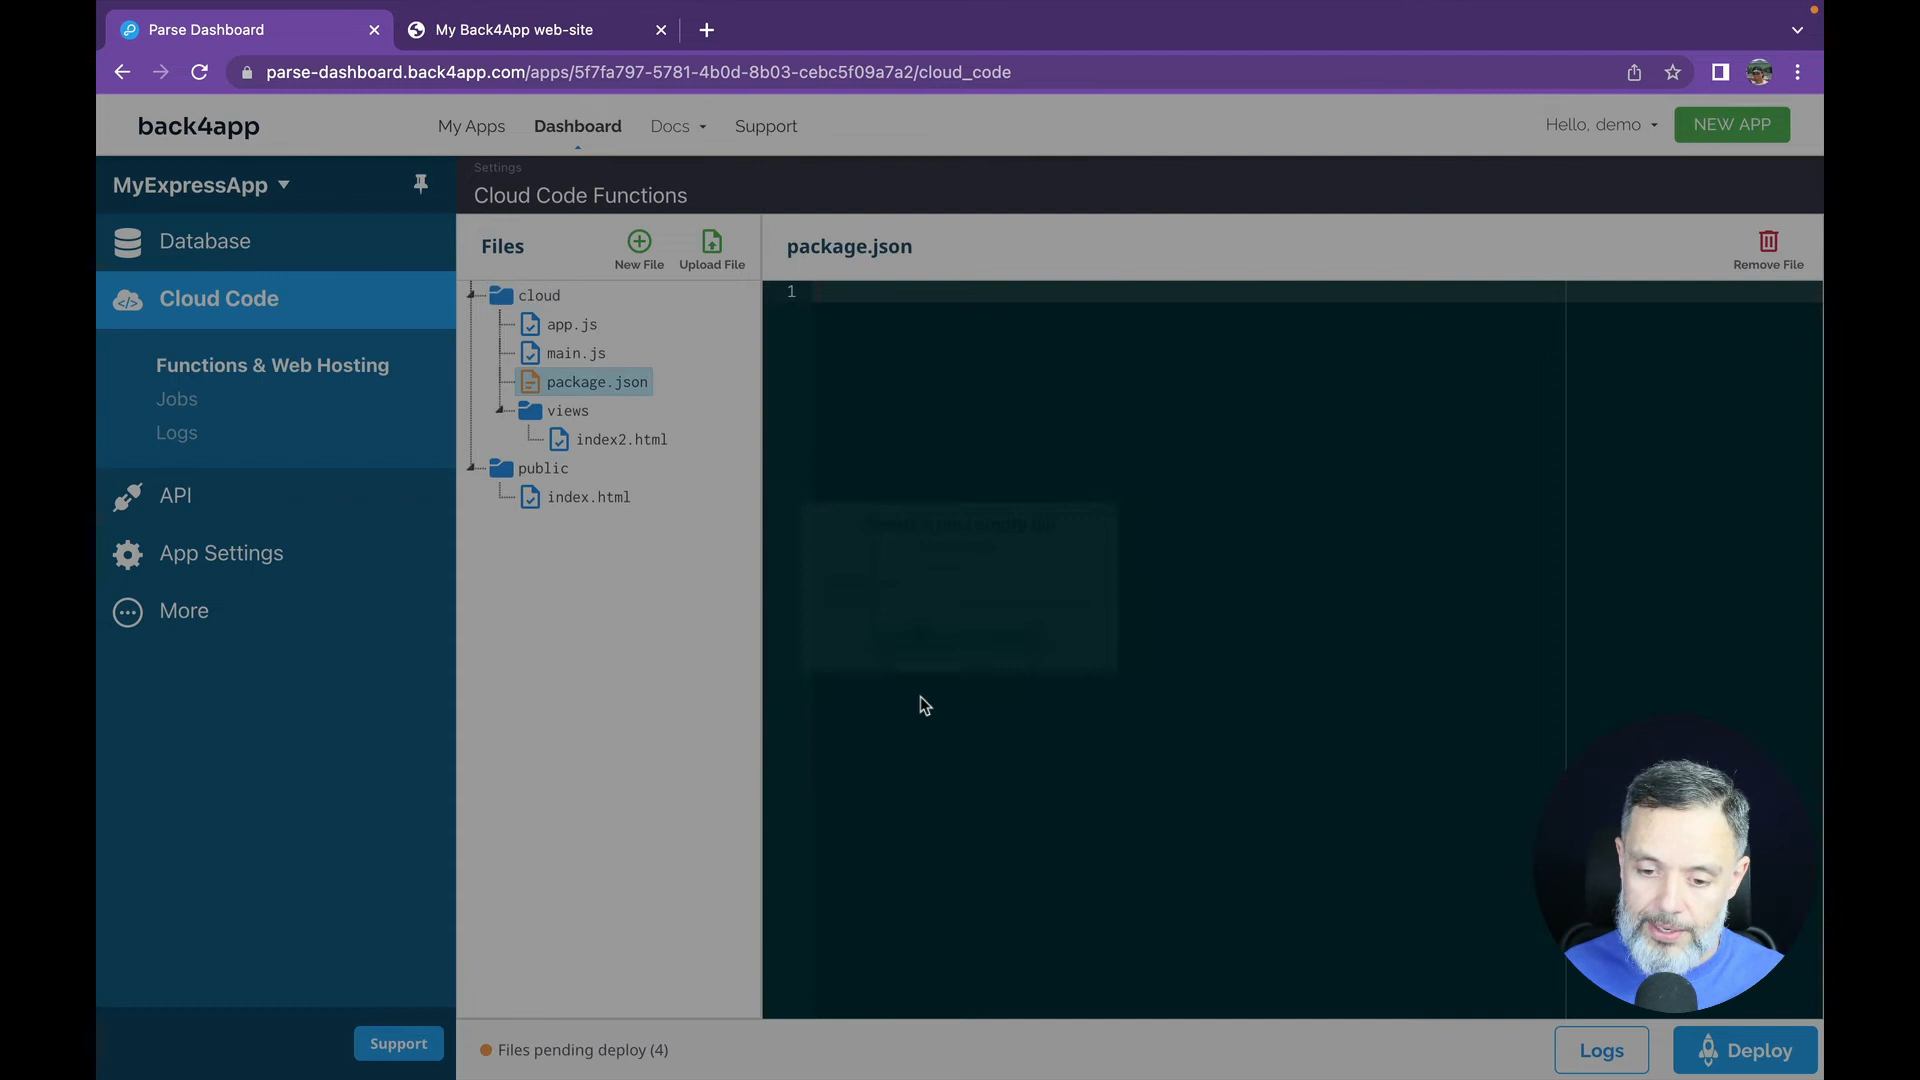 Parse Dashboard
My Back4App web-site
parse-dashboard.back4app.com/apps/5f7fa797-5781-4b0d-8b03-cebc5f09a7a2/cloud_code
back4app
My Apps
Dashboard
Docs
Support
Hello, demo
NEW APP
MyExpressApp
Settings
Cloud Code Functions
Database
Cloud Code
Functions & Web Hosting
Jobs
Logs
API
App Settings
More
Support
Files
New File
Upload File
cloud
app.js
main.js
package.json
views
index2.html
public
index.html
package.json
Remove File
1
Files pending deploy (4)
Logs
Deploy